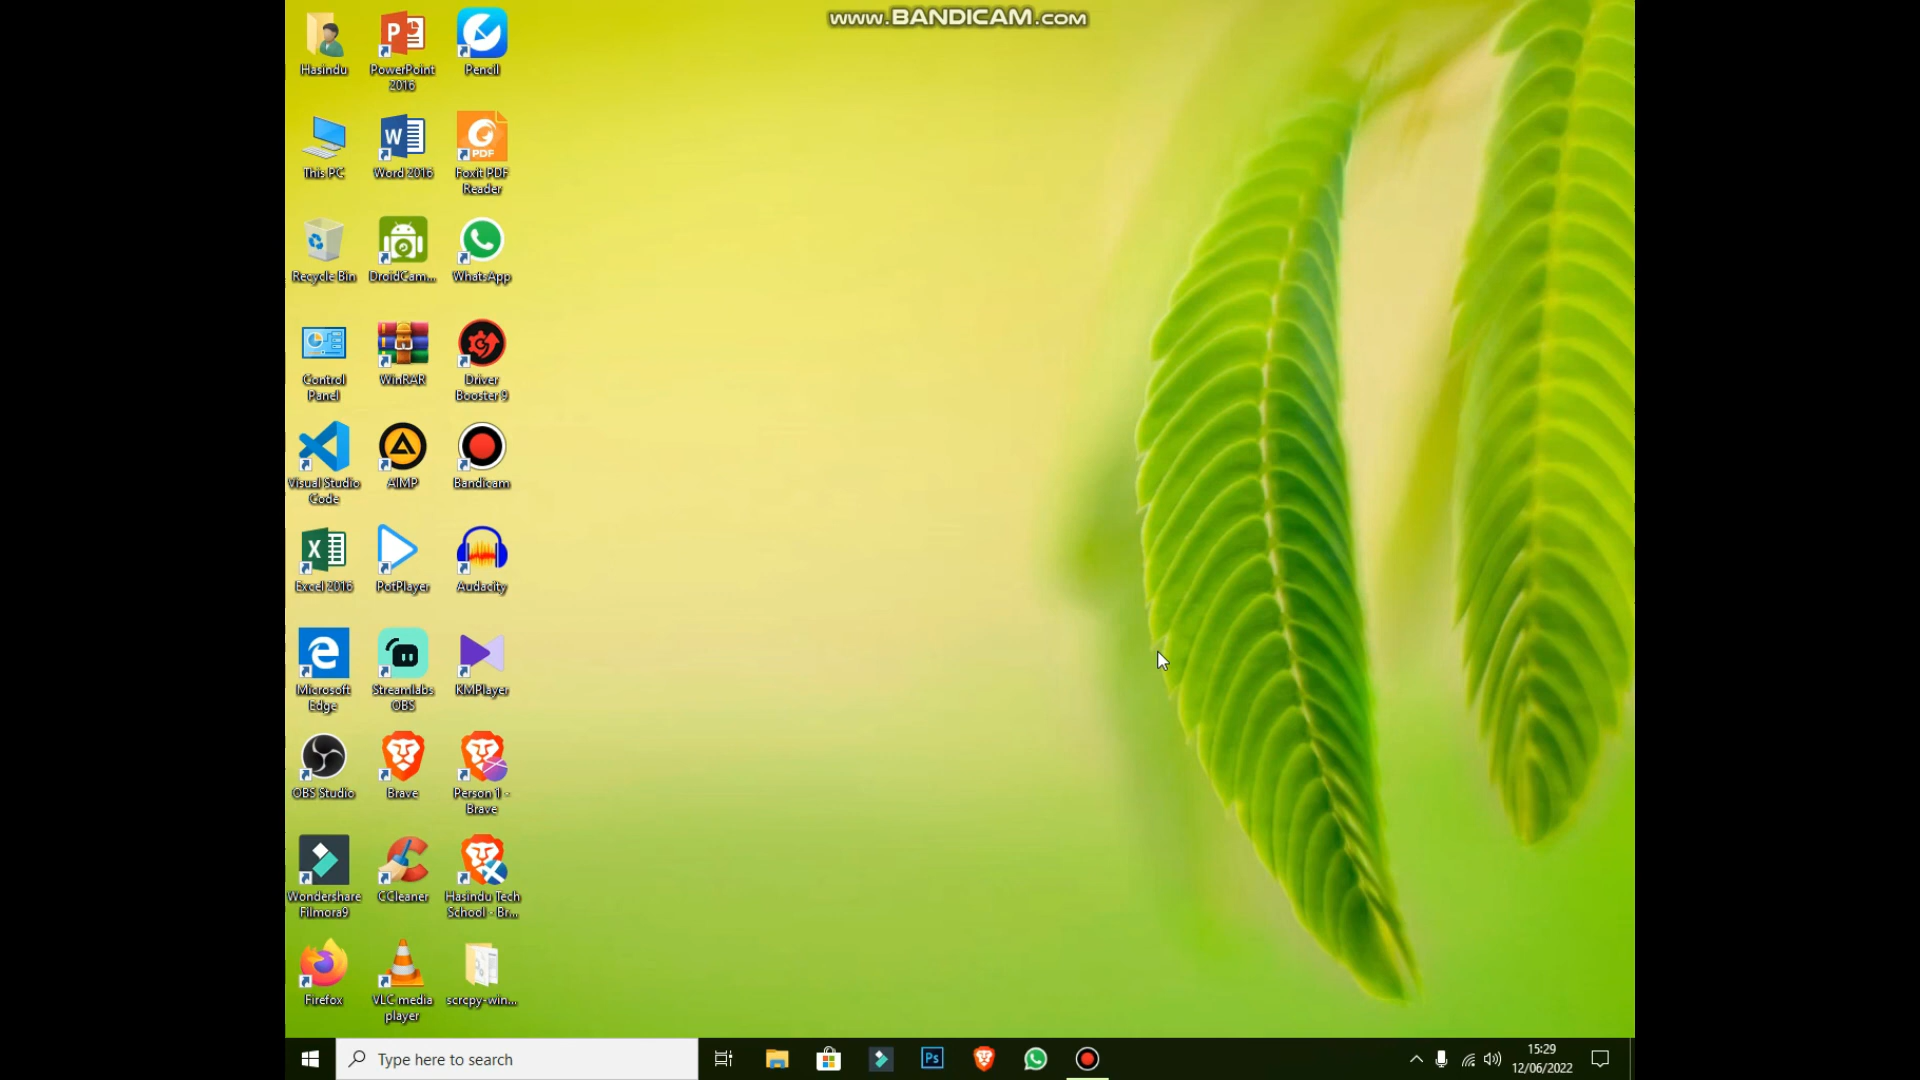 www.BANDICAM.com
Hasindu
PowerPoint
2016
Pencil
This PC
Word 2016
PDF
Foxit PDF
Reader
Recycle Bin
DroidCam...
WhatsApp
Control
Panel
WinRAR
Driver
Booster 9
Visual Studio
Code
AIMP
Bandicam
Excel 2016
PotPlayer
Audacity
Microsoft
Edge
Streamlabs
OBS
KMPlayer
OBS Studio
Brave
Person 1 -
Brave
Wondershare
Filmora9
CCleaner
Hasindu Tech
School - Br...
Firefox
VLC media
player
scrcpy-win...
Type here to search
Ps
15:29
12/06/2022